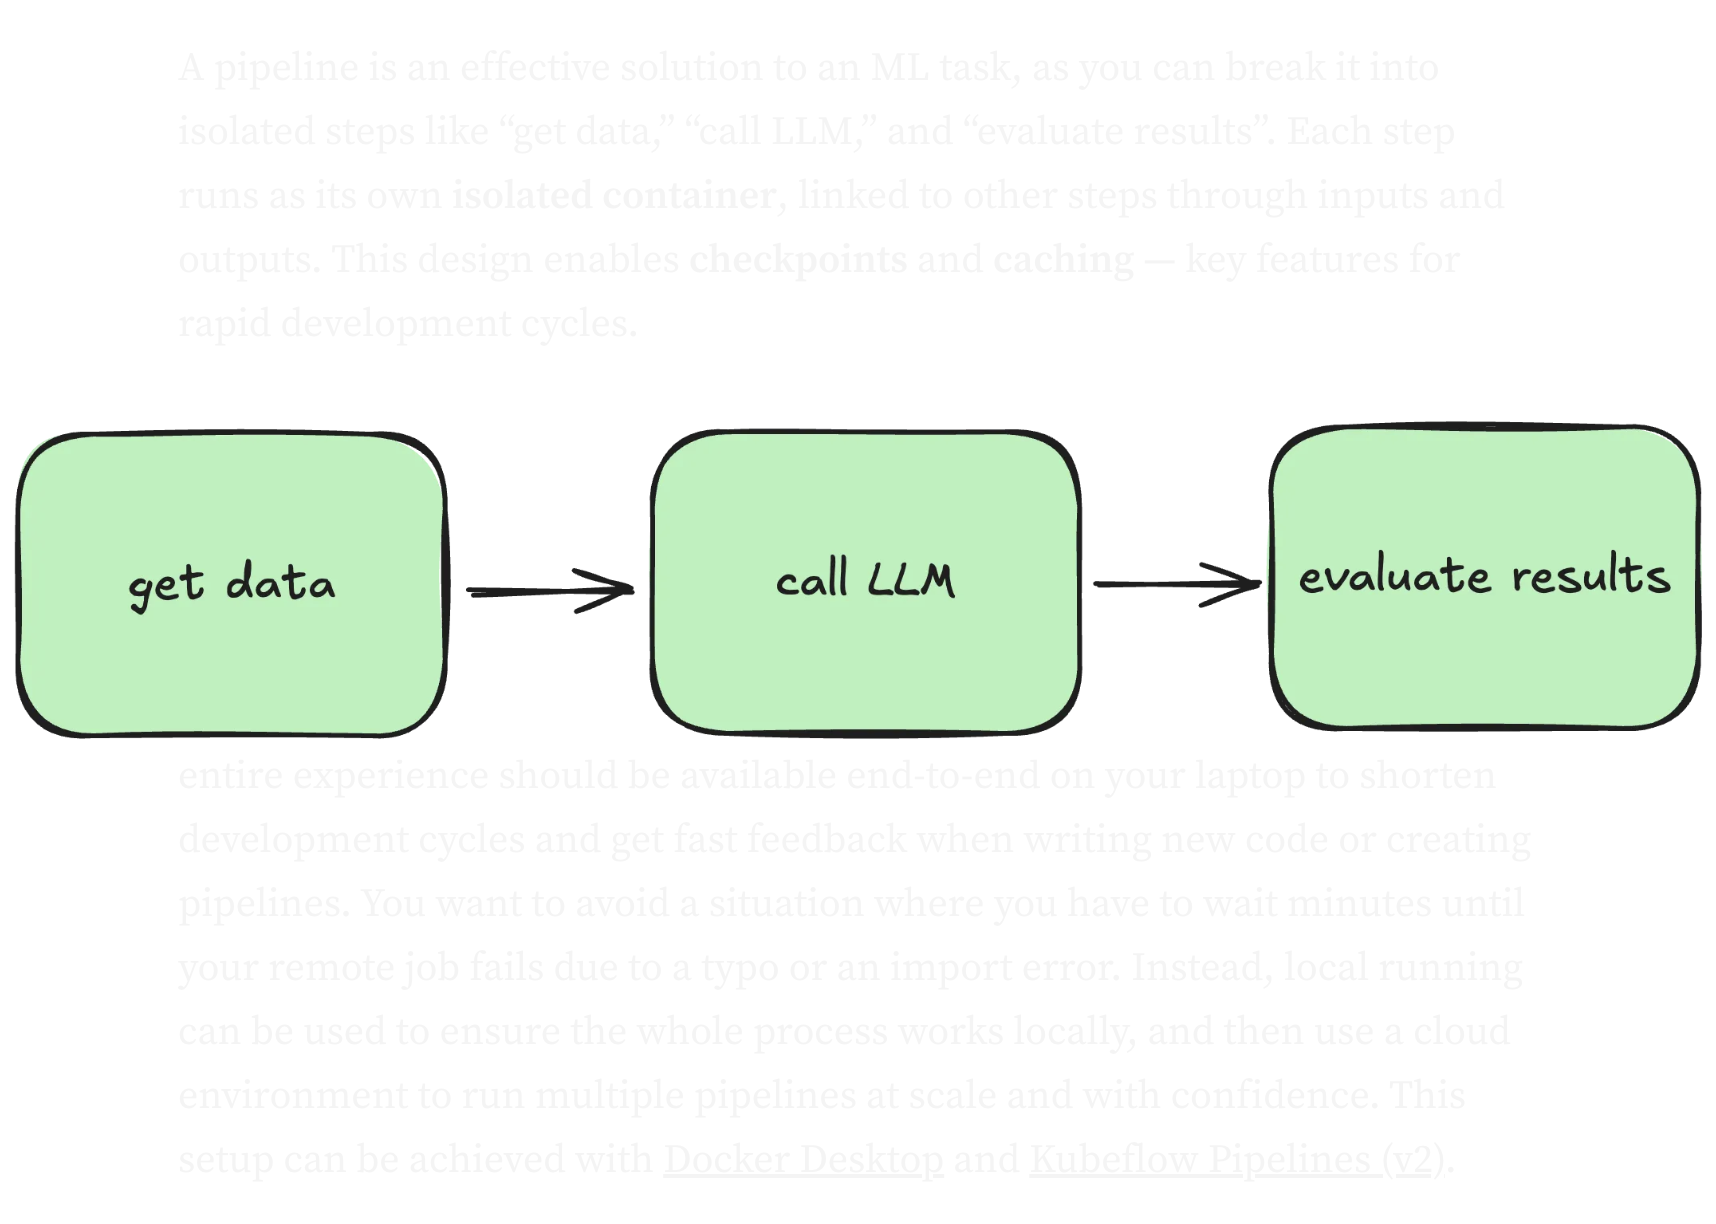 A pipeline is an effective solution to an ML task, as you can break it into
isolated steps like “get data,” “call LLM,” and “evaluate results”. Each step
runs as its own isolated container, linked to other steps through inputs and
outputs. This design enables checkpoints and caching — key features for
rapid development cycles.
get data
call LLM
evaluate results
entire experience should be available end-to-end on your laptop to shorten
development cycles and get fast feedback when writing new code or creating
pipelines. You want to avoid a situation where you have to wait minutes until
your remote job fails due to a typo or an import error. Instead, local running
can be used to ensure the whole process works locally, and then use a cloud
environment to run multiple pipelines at scale and with confidence. This
setup can be achieved with Docker Desktop and Kubeflow Pipelines (v2).